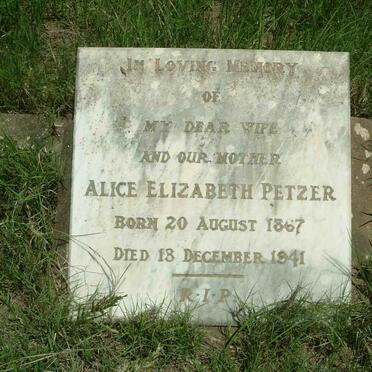 In Loving Memory
of
my dear wife
and our mother
Alice Elizabeth Petzer
Born 20 August 1867
Died 18 December 1941
R·I·P